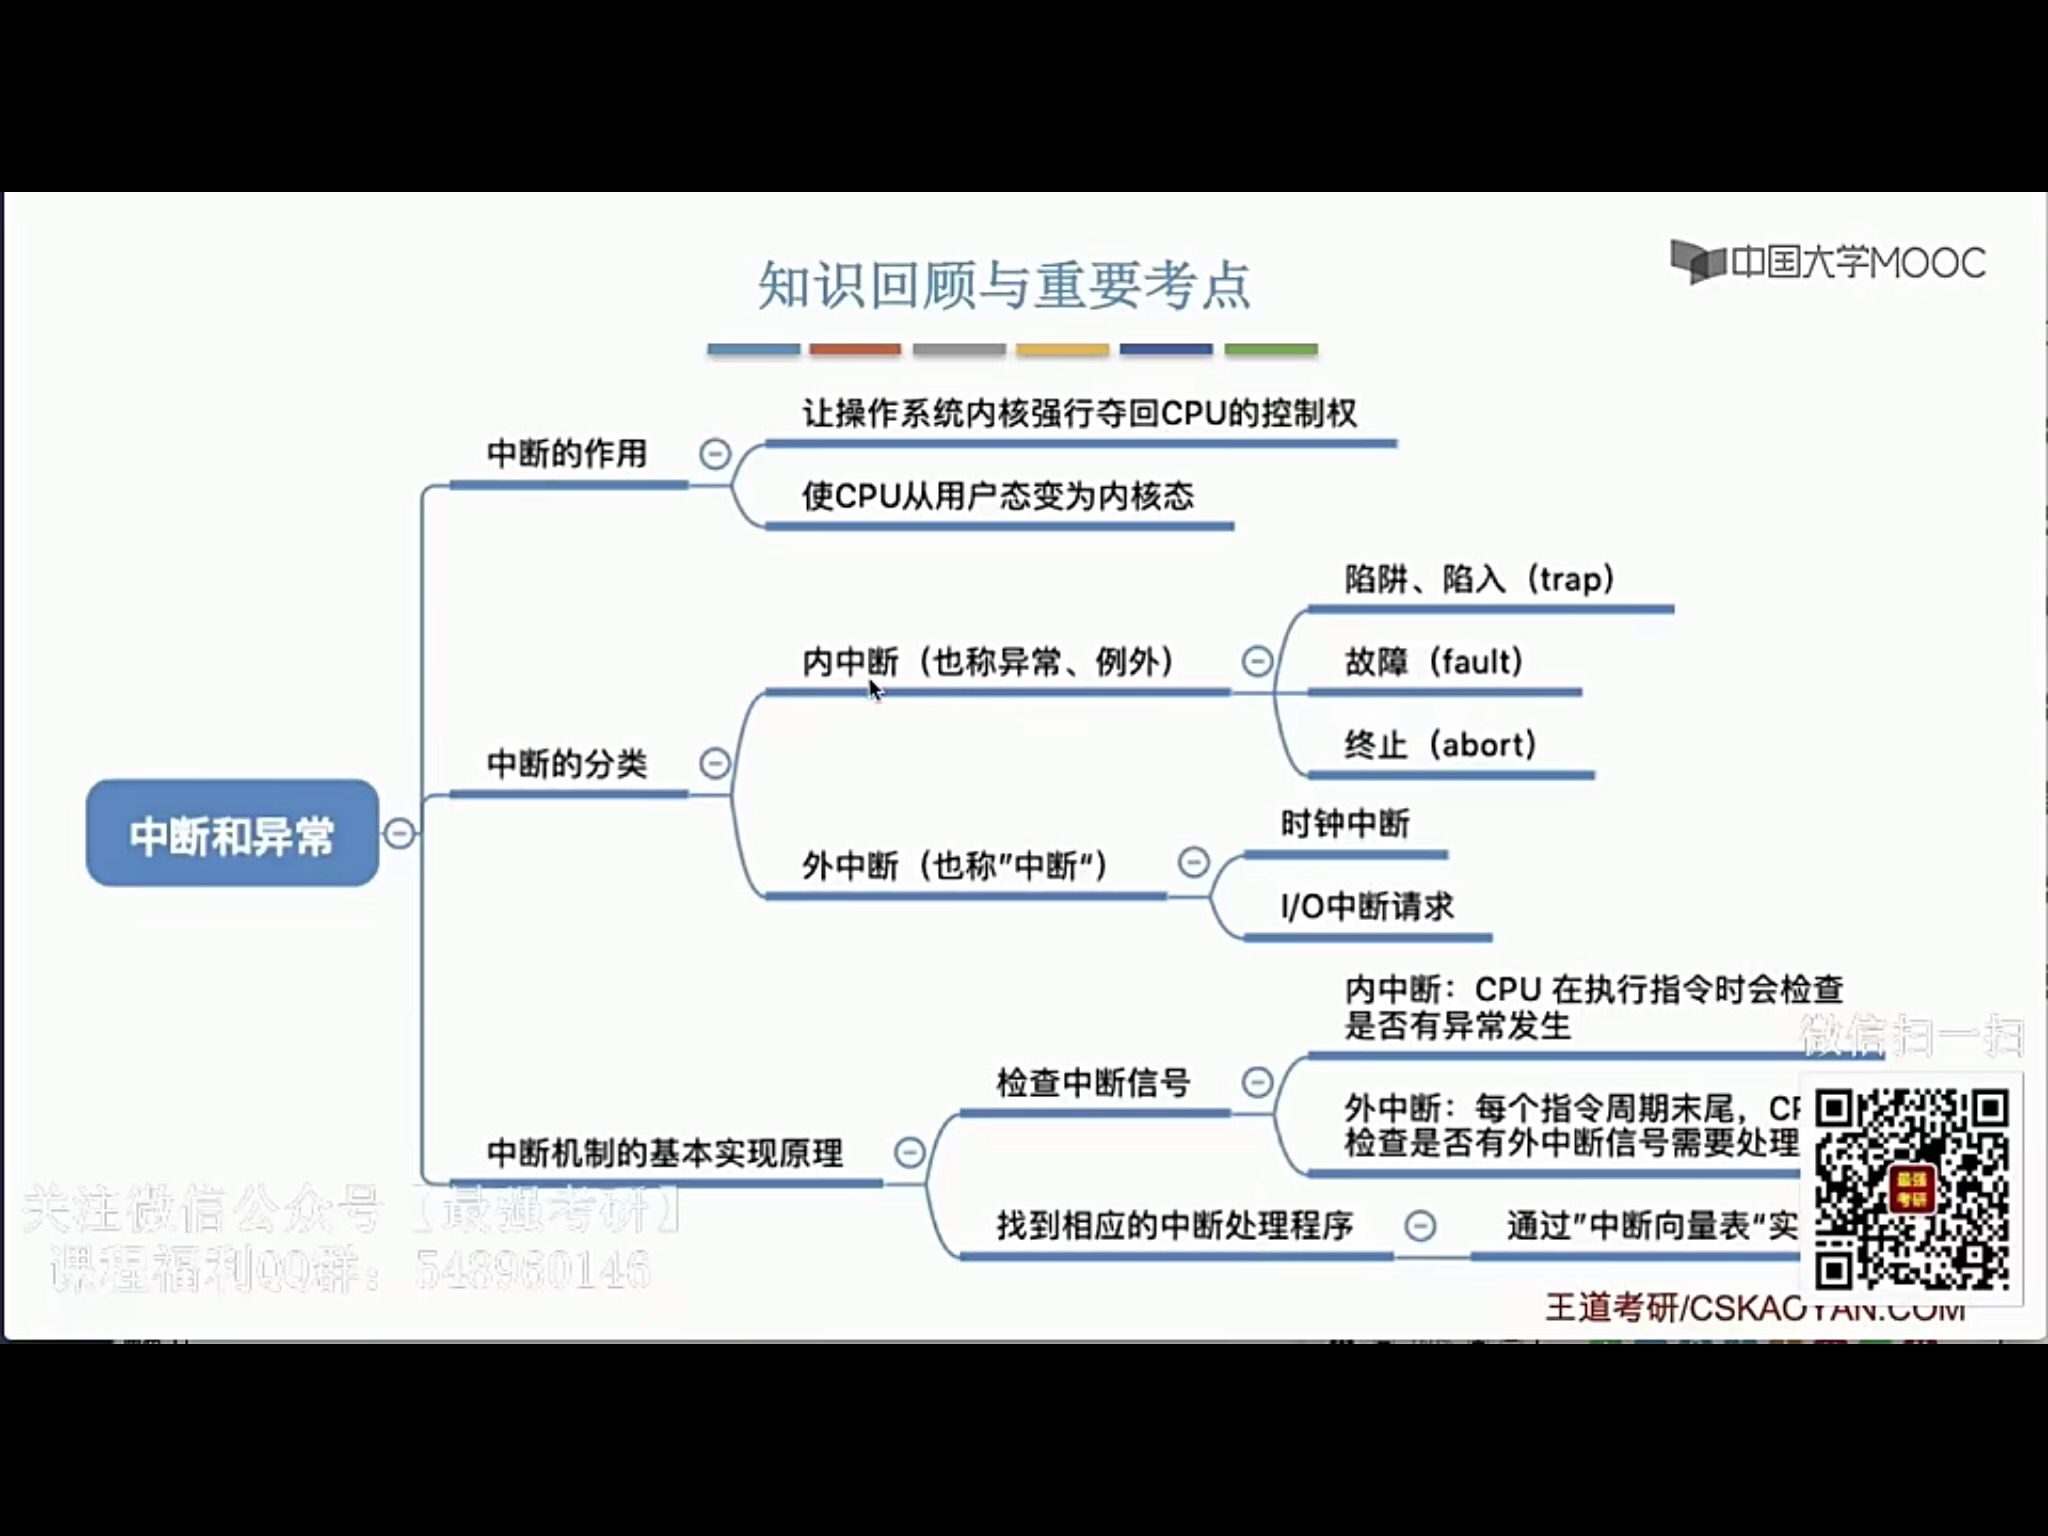 中国大学MOOC
知识回顾与重要考点
让操作系统内核强行夺回CPU的控制权
中断的作用
使CPU从用户态变为内核态
陷阱、陷入（trap）
内中断（也称异常、例外）
故障（fault）
终止（abort）
中断的分类
时钟中断
外中断（也称”中断“）
I/O中断请求
中断和异常
内中断：CPU 在执行指令时会检查
是否有异常发生
微信扫一扫
检查中断信号
外中断：每个指令周期末尾，
检查是否有外中断信号需要处理
中断机制的基本实现原理
找到相应的中断处理程序
通过”中断向量表“实
最强
考研
关注微信公众号【最强考研】
课程福利QQ群：548960146
王道考研/CSKAOYAN.COM